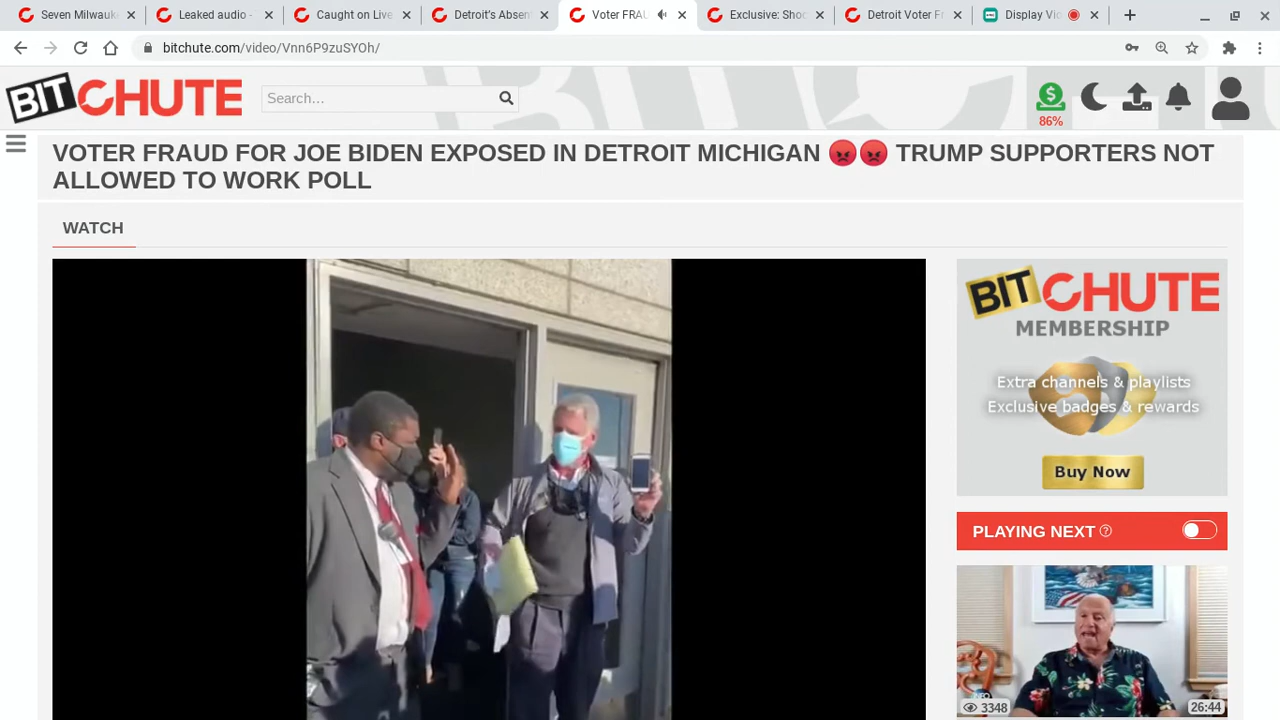 Seven Milwauk
Leaked audio -
Caught on Live
Detroit's Absen
Voter FRAU
Exclusive: Shoc
Detroit Voter Fr
Display Vi
bitchute.com/video/Vnn6P9zuSYOh/
BITCHUTE
Search...
86%
VOTER FRAUD FOR JOE BIDEN EXPOSED IN DETROIT MICHIGAN 😡😡 TRUMP SUPPORTERS NOT
ALLOWED TO WORK POLL
WATCH
BITCHUTE
MEMBERSHIP
Extra channels & playlists
Exclusive badges & rewards
Buy Now
PLAYING NEXT
3348
26:44